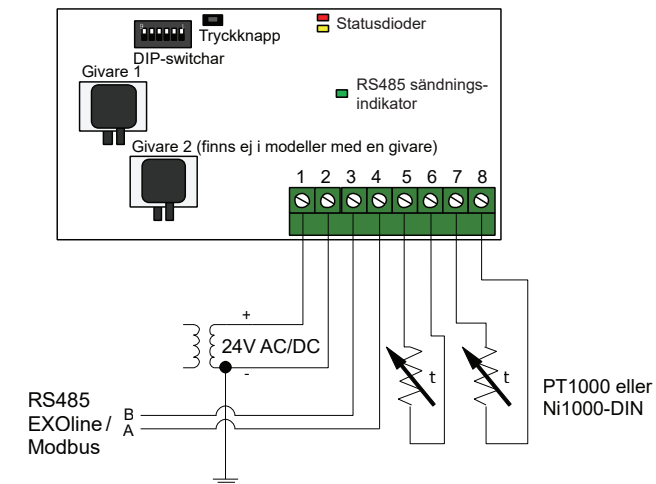 Tryckknapp
Statusdioder
DIP-switchar
Givare 1
RS485 sändnings-
indikator
Givare 2 (finns ej i modeller med en givare)
1 2 3 4 5 6 7 8
+
24V AC/DC
-
t
t
PT1000 eller
Ni1000-DIN
RS485
EXOline /
Modbus
B
A